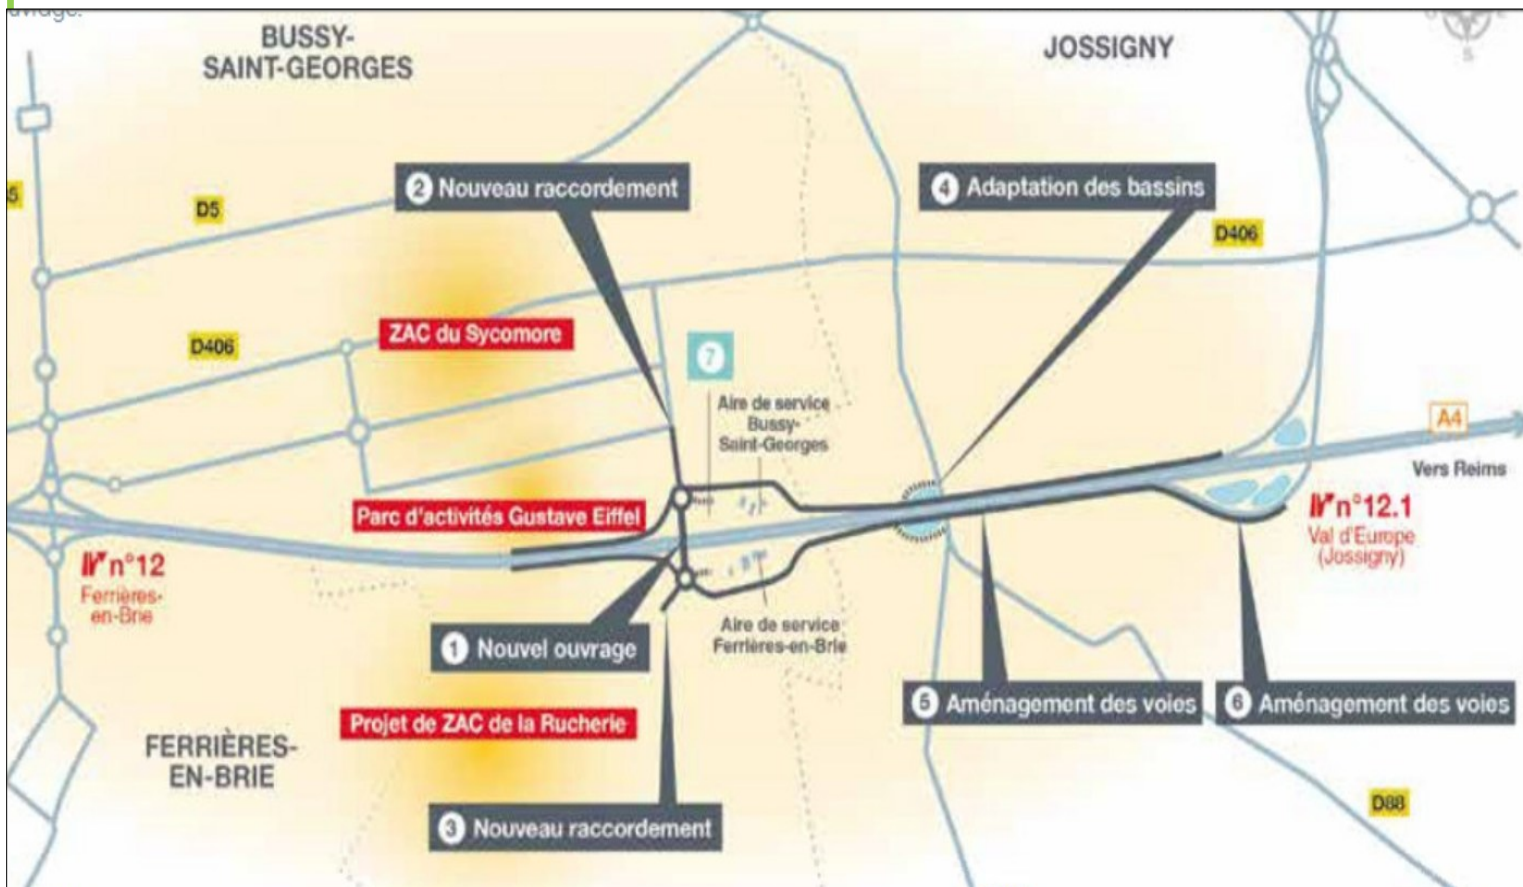 uvrage.
BUSSY-
SAINT-GEORGES
JOSSIGNY
S
2 Nouveau raccordement
4 Adaptation des bassins
5
D5
D406
ZAC du Sycomore
D406
7
Aire de service
Bussy-
Saint-Georges
A4
Vers Reims
Parc d'activités Gustave Eiffel
n°12.1
Val d'Europe
(Jossigny)
n°12
Ferrières-
en-Brie
1 Nouvel ouvrage
Aire de service
Ferrières-en-Brie
5 Aménagement des voies
6 Aménagement des voies
Projet de ZAC de la Rucherie
FERRIÈRES-
EN-BRIE
D88
3 Nouveau raccordement